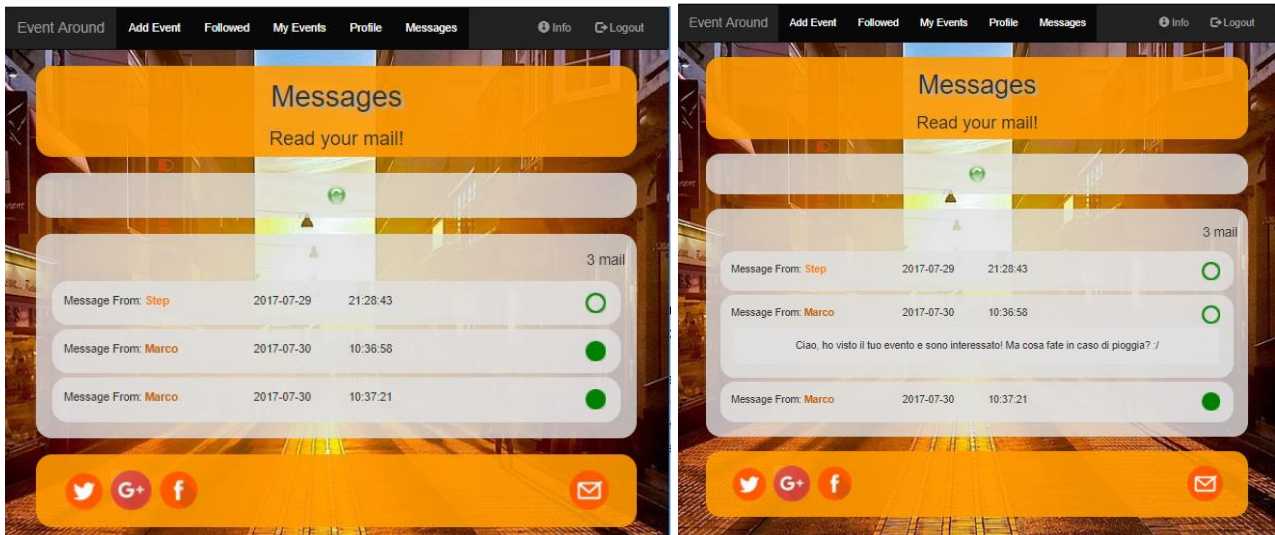 Event Around Add Event Followed My Events Profile Messages Info Logout
Messages
Read your mail!
3 mail
Message From: Step 2017-07-29 21:28:43
Message From: Marco 2017-07-30 10:36:58
Message From: Marco 2017-07-30 10:37:21
G+ f
Event Around Add Event Followed My Events Profile Messages Info Logout
Messages
Read your mail!
3 mail
Message From: Step 2017-07-29 21:28:43
Message From: Marco 2017-07-30 10:36:58
Ciao, ho visto il tuo evento e sono interessato! Ma cosa fate in caso di pioggia? :/
Message From: Marco 2017-07-30 10:37:21
G+ f